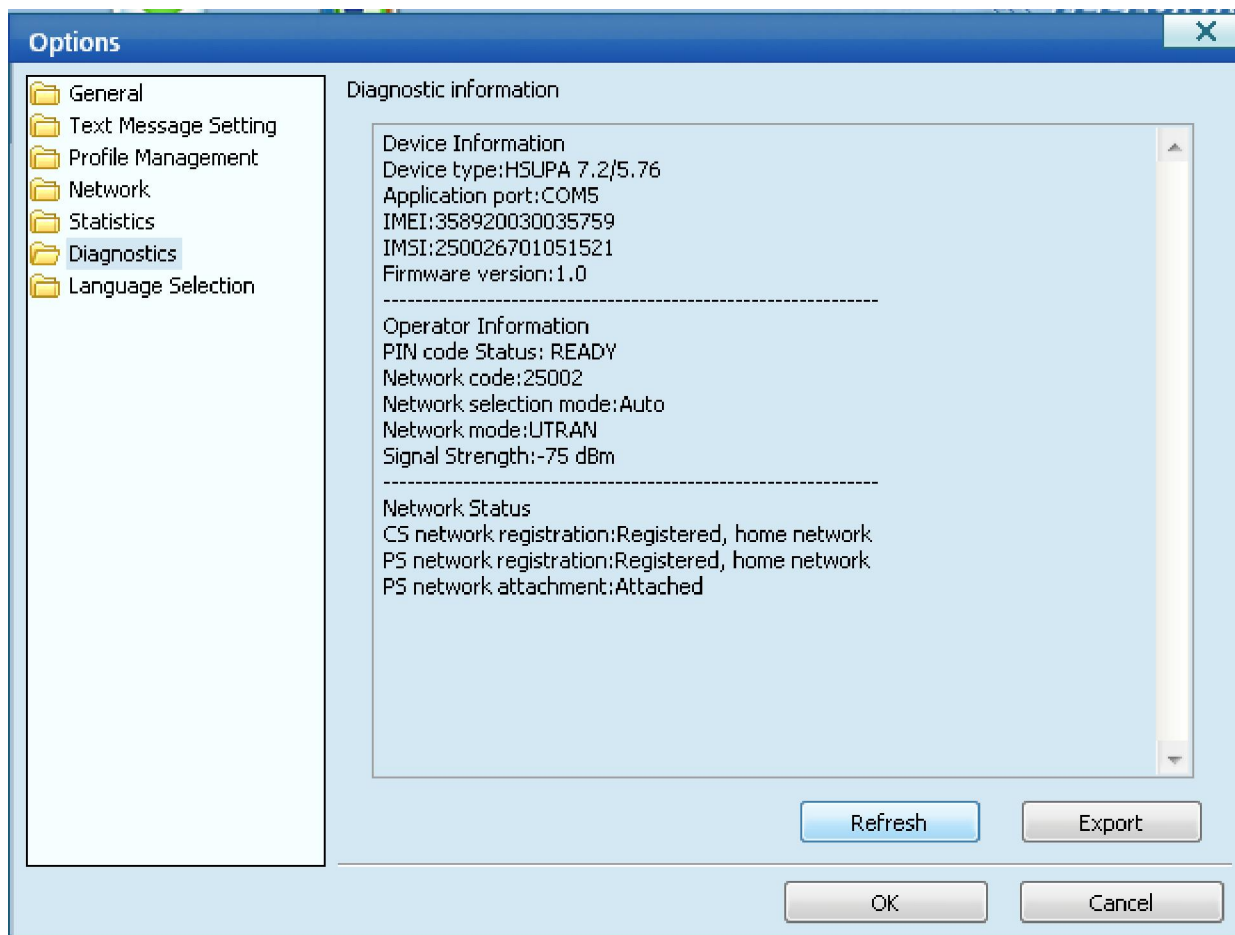 Options
General
Text Message Setting
Profile Management
Network
Statistics
Diagnostics
Language Selection
Diagnostic information
Device Information
Device type:HSUPA 7.2/5.76
Application port:COM5
IMEI:358920030035759
IMSI:250026701051521
Firmware version:1.0
--------------------------------------------------------------
Operator Information
PIN code Status: READY
Network code:25002
Network selection mode:Auto
Network mode:UTRAN
Signal Strength:-75 dBm
--------------------------------------------------------------
Network Status
CS network registration:Registered, home network
PS network registration:Registered, home network
PS network attachment:Attached
Refresh
Export
OK
Cancel